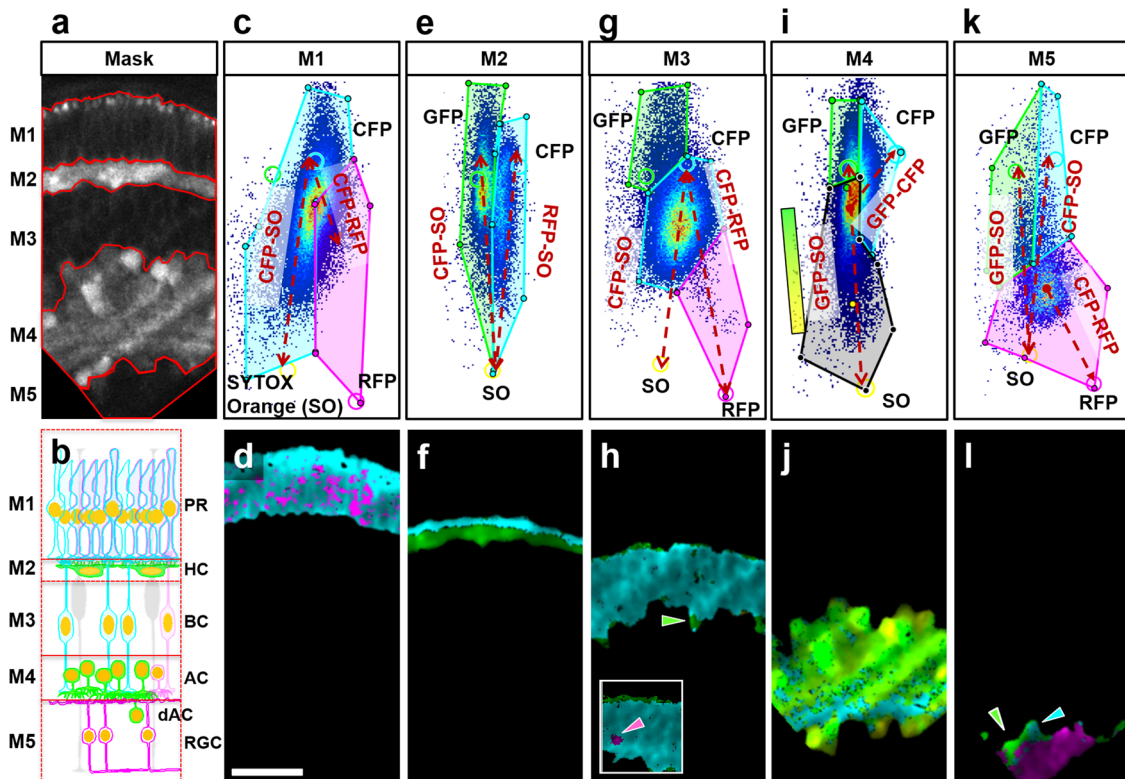 a c e g i k
Mask M1 M2 M3 M4 M5
M1
M2
M3
M4
M5
CFP
CFP-SO
CFP-RFP
SYTOX
Orange (SO)
RFP
GFP
CFP
CFP-SO
RFP-SO
SO
GFP
CFP
CFP-SO
CFP-RFP
SO
RFP
GFP
CFP
GFP-CFP
GFP-SO
SO
GFP
CFP
GFP-SO
CFP-SO
CFP-RFP
SO
RFP
b d f h j l
M1 PR
M2 HC
M3 BC
M4 AC
dAC
M5 RGC